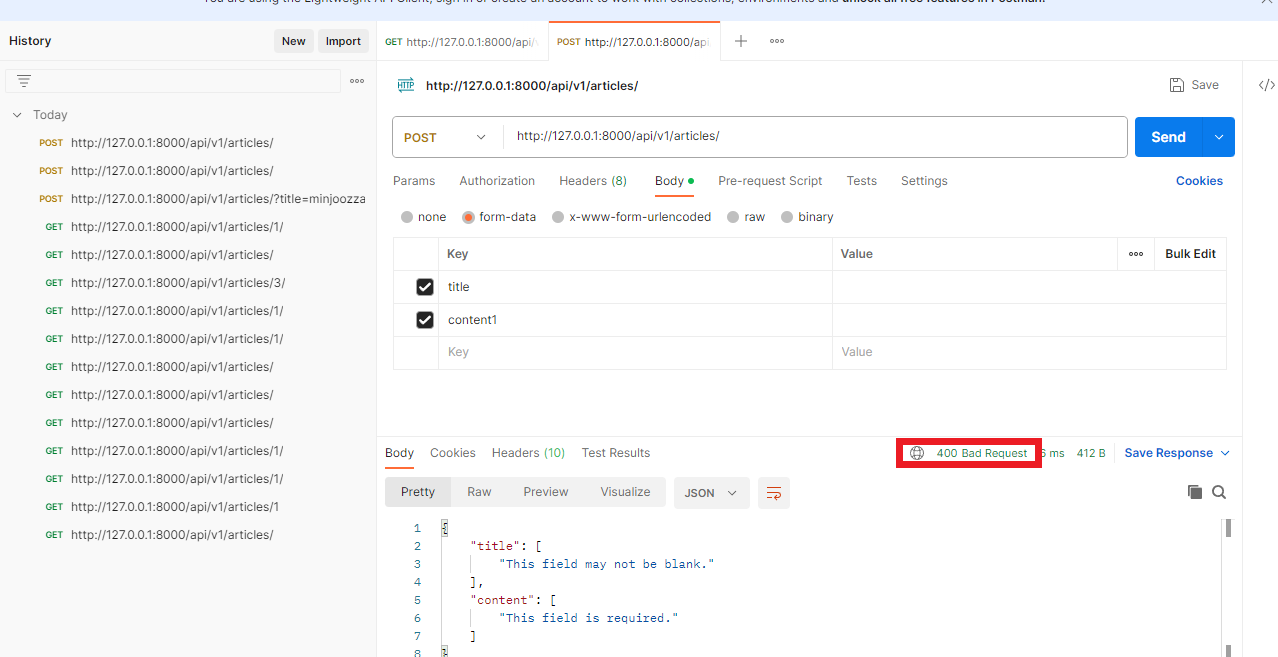 You are using the Lightweight API Client, sign in or create an account to work with collections, environments and unlock all free features in Postman.
History
New
Import
GET http://127.0.0.1:8000/api/v
POST http://127.0.0.1:8000/api
Today
POST http://127.0.0.1:8000/api/v1/articles/
POST http://127.0.0.1:8000/api/v1/articles/
POST http://127.0.0.1:8000/api/v1/articles/?title=minjoozza
GET http://127.0.0.1:8000/api/v1/articles/1/
GET http://127.0.0.1:8000/api/v1/articles/
GET http://127.0.0.1:8000/api/v1/articles/3/
GET http://127.0.0.1:8000/api/v1/articles/1/
GET http://127.0.0.1:8000/api/v1/articles/1/
GET http://127.0.0.1:8000/api/v1/articles/
GET http://127.0.0.1:8000/api/v1/articles/
GET http://127.0.0.1:8000/api/v1/articles/
GET http://127.0.0.1:8000/api/v1/articles/1/
GET http://127.0.0.1:8000/api/v1/articles/1/
GET http://127.0.0.1:8000/api/v1/articles/1
GET http://127.0.0.1:8000/api/v1/articles/
HTTP http://127.0.0.1:8000/api/v1/articles/
Save
</>
POST http://127.0.0.1:8000/api/v1/articles/
Send
Params Authorization Headers (8) Body Pre-request Script Tests Settings Cookies
none form-data x-www-form-urlencoded raw binary
Key Value Bulk Edit
title
content1
Key Value
Body Cookies Headers (10) Test Results 400 Bad Request 6 ms 412 B Save Response
Pretty Raw Preview Visualize JSON
1 {
2 "title": [
3 "This field may not be blank."
4 ],
5 "content": [
6 "This field is required."
7 ]
8 }